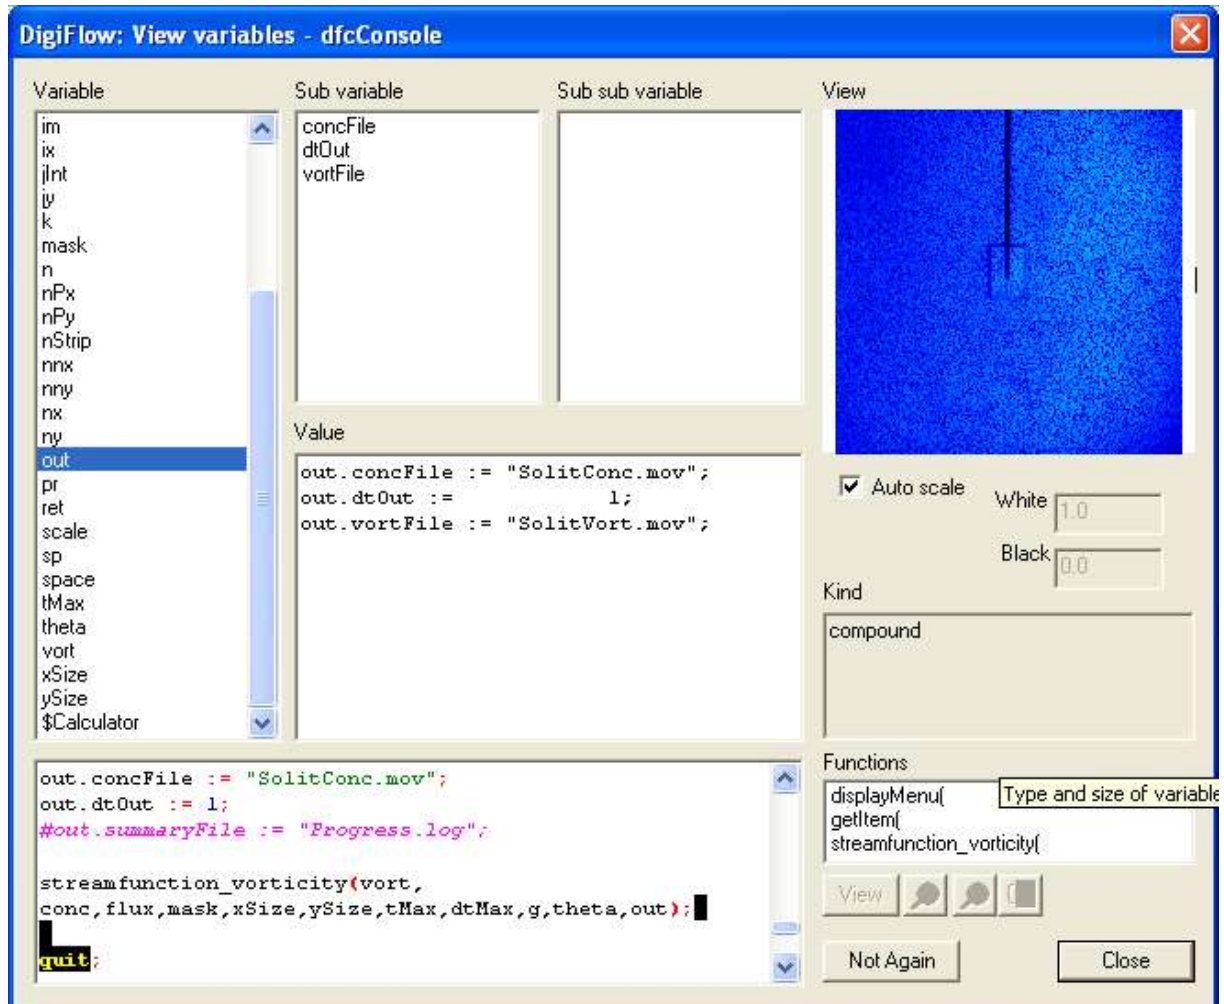 DigiFlow: View variables - dfcConsole
Variable
im
ix
jInt
jy
k
mask
n
nPx
nPy
nStrip
nnx
nny
nx
ny
out
pr
ret
scale
sp
space
tMax
theta
vort
xSize
ySize
$Calculator
Sub variable
concFile
dtOut
vortFile
Sub sub variable
Value
out.concFile := "SolitConc.mov";
out.dtOut := 1;
out.vortFile := "SolitVort.mov";
View
Auto scale
White 1.0
Black 0.0
Kind
compound
out.concFile := "SolitConc.mov";
out.dtOut := 1;
#out.summaryFile := "Progress.log";
streamfunction_vorticity(vort,
conc,flux,mask,xSize,ySize,tMax,dtMax,g,theta,out);
quit;
Functions
displayMenu(
getItem(
streamfunction_vorticity(
Type and size of variable
View
Not Again
Close